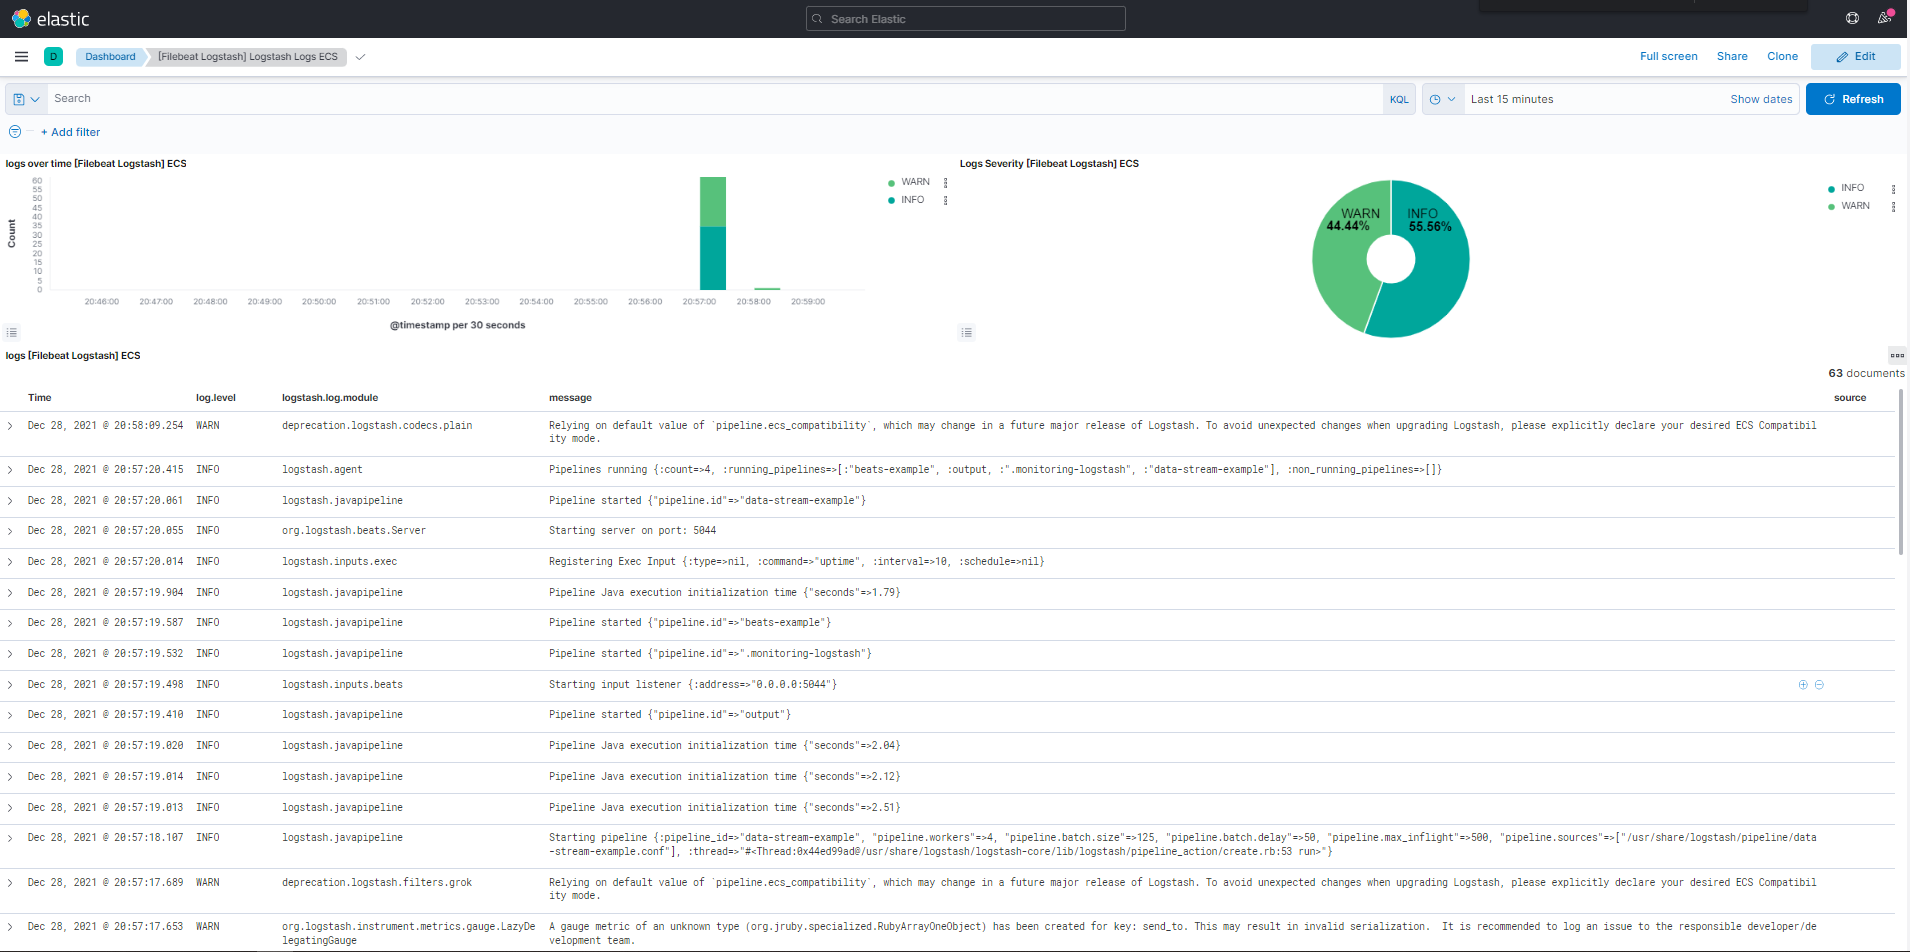 elastic
Search Elastic
D
Dashboard
[Filebeat Logstash] Logstash Logs ECS
Full screen
Share
Clone
Edit
Search
KQL
Last 15 minutes
Show dates
Refresh
+ Add filter
logs over time [Filebeat Logstash] ECS
Count
60
55
50
45
40
35
30
25
20
15
10
5
0
20:46:00 20:47:00 20:48:00 20:49:00 20:50:00 20:51:00 20:52:00 20:53:00 20:54:00 20:55:00 20:56:00 20:57:00 20:58:00 20:59:00
@timestamp per 30 seconds
WARN
INFO
Logs Severity [Filebeat Logstash] ECS
WARN
44.44%
INFO
55.56%
INFO
WARN
logs [Filebeat Logstash] ECS
63 documents
Time log.level logstash.log.module message source
Dec 28, 2021 @ 20:58:09.254 WARN deprecation.logstash.codecs.plain Relying on default value of `pipeline.ecs_compatibility`, which may change in a future major release of Logstash. To avoid unexpected changes when upgrading Logstash, please explicitly declare your desired ECS Compatibil
ity mode.
Dec 28, 2021 @ 20:57:20.415 INFO logstash.agent Pipelines running {:count=>4, :running_pipelines=>[:"beats-example", :output, :".monitoring-logstash", :"data-stream-example"], :non_running_pipelines=>[]}
Dec 28, 2021 @ 20:57:20.061 INFO logstash.javapipeline Pipeline started {"pipeline.id"=>"data-stream-example"}
Dec 28, 2021 @ 20:57:20.055 INFO org.logstash.beats.Server Starting server on port: 5044
Dec 28, 2021 @ 20:57:20.014 INFO logstash.inputs.exec Registering Exec Input {:type=>nil, :command=>"uptime", :interval=>10, :schedule=>nil}
Dec 28, 2021 @ 20:57:19.904 INFO logstash.javapipeline Pipeline Java execution initialization time {"seconds"=>1.79}
Dec 28, 2021 @ 20:57:19.587 INFO logstash.javapipeline Pipeline started {"pipeline.id"=>"beats-example"}
Dec 28, 2021 @ 20:57:19.532 INFO logstash.javapipeline Pipeline started {"pipeline.id"=>".monitoring-logstash"}
Dec 28, 2021 @ 20:57:19.498 INFO logstash.inputs.beats Starting input listener {:address=>"0.0.0.0:5044"}
Dec 28, 2021 @ 20:57:19.410 INFO logstash.javapipeline Pipeline started {"pipeline.id"=>"output"}
Dec 28, 2021 @ 20:57:19.020 INFO logstash.javapipeline Pipeline Java execution initialization time {"seconds"=>2.04}
Dec 28, 2021 @ 20:57:19.014 INFO logstash.javapipeline Pipeline Java execution initialization time {"seconds"=>2.12}
Dec 28, 2021 @ 20:57:19.013 INFO logstash.javapipeline Pipeline Java execution initialization time {"seconds"=>2.51}
Dec 28, 2021 @ 20:57:18.107 INFO logstash.javapipeline Starting pipeline {:pipeline_id=>"data-stream-example", "pipeline.workers"=>4, "pipeline.batch.size"=>125, "pipeline.batch.delay"=>50, "pipeline.max_inflight"=>500, "pipeline.sources"=>["/usr/share/logstash/pipeline/data
-stream-example.conf"], :thread=>"#<Thread:0x44ed99ad@/usr/share/logstash/logstash-core/lib/logstash/pipeline_action/create.rb:53 run>"}
Dec 28, 2021 @ 20:57:17.689 WARN deprecation.logstash.filters.grok Relying on default value of `pipeline.ecs_compatibility`, which may change in a future major release of Logstash. To avoid unexpected changes when upgrading Logstash, please explicitly declare your desired ECS Compatibil
ity mode.
Dec 28, 2021 @ 20:57:17.653 WARN org.logstash.instrument.metrics.gauge.LazyDe A gauge metric of an unknown type (org.jruby.specialized.RubyArrayOneObject) has been created for key: send_to. This may result in invalid serialization. It is recommended to log an issue to the responsible developer/de
legatingGauge velopment team.